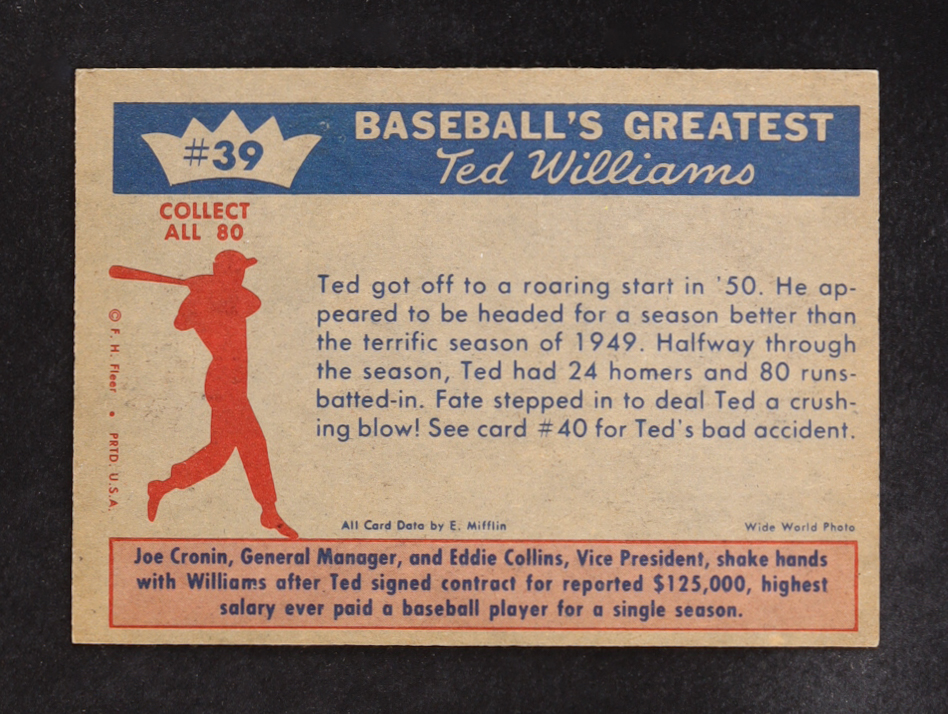 #39
BASEBALL'S GREATEST
Ted Williams
COLLECT
ALL 80
Ted got off to a roaring start in '50. He ap-
peared to be headed for a season better than
the terrific season of 1949. Halfway through
the season, Ted had 24 homers and 80 runs-
batted-in. Fate stepped in to deal Ted a crush-
ing blow! See card #40 for Ted's bad accident.
© F. H. Fleer • PRTD. U.S.A.
All Card Data by E. Mifflin
Wide World Photo
Joe Cronin, General Manager, and Eddie Collins, Vice President, shake hands
with Williams after Ted signed contract for reported $125,000, highest
salary ever paid a baseball player for a single season.